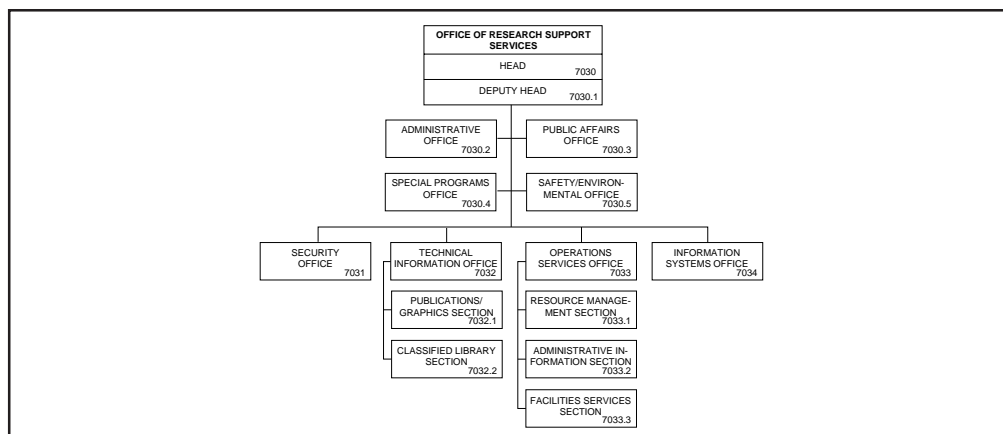 OFFICE OF RESEARCH SUPPORT
SERVICES
HEAD
7030
DEPUTY HEAD
7030.1
ADMINISTRATIVE
OFFICE
7030.2
PUBLIC AFFAIRS
OFFICE
7030.3
SPECIAL PROGRAMS
OFFICE
7030.4
SAFETY/ENVIRON-
MENTAL OFFICE
7030.5
SECURITY
OFFICE
7031
TECHNICAL
INFORMATION OFFICE
7032
OPERATIONS
SERVICES OFFICE
7033
INFORMATION
SYSTEMS OFFICE
7034
PUBLICATIONS/
GRAPHICS SECTION
7032.1
RESOURCE MANAGE-
MENT SECTION
7033.1
CLASSIFIED LIBRARY
SECTION
7032.2
ADMINISTRATIVE IN-
FORMATION SECTION
7033.2
FACILITIES SERVICES
SECTION
7033.3